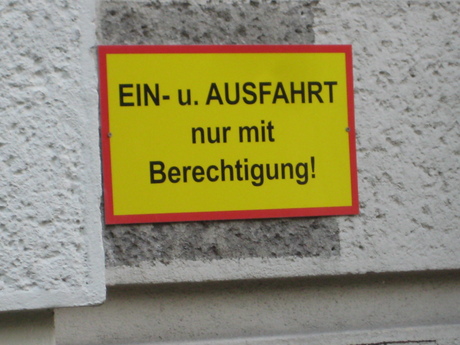 EIN- u. AUSFAHRT
nur mit
Berechtigung!